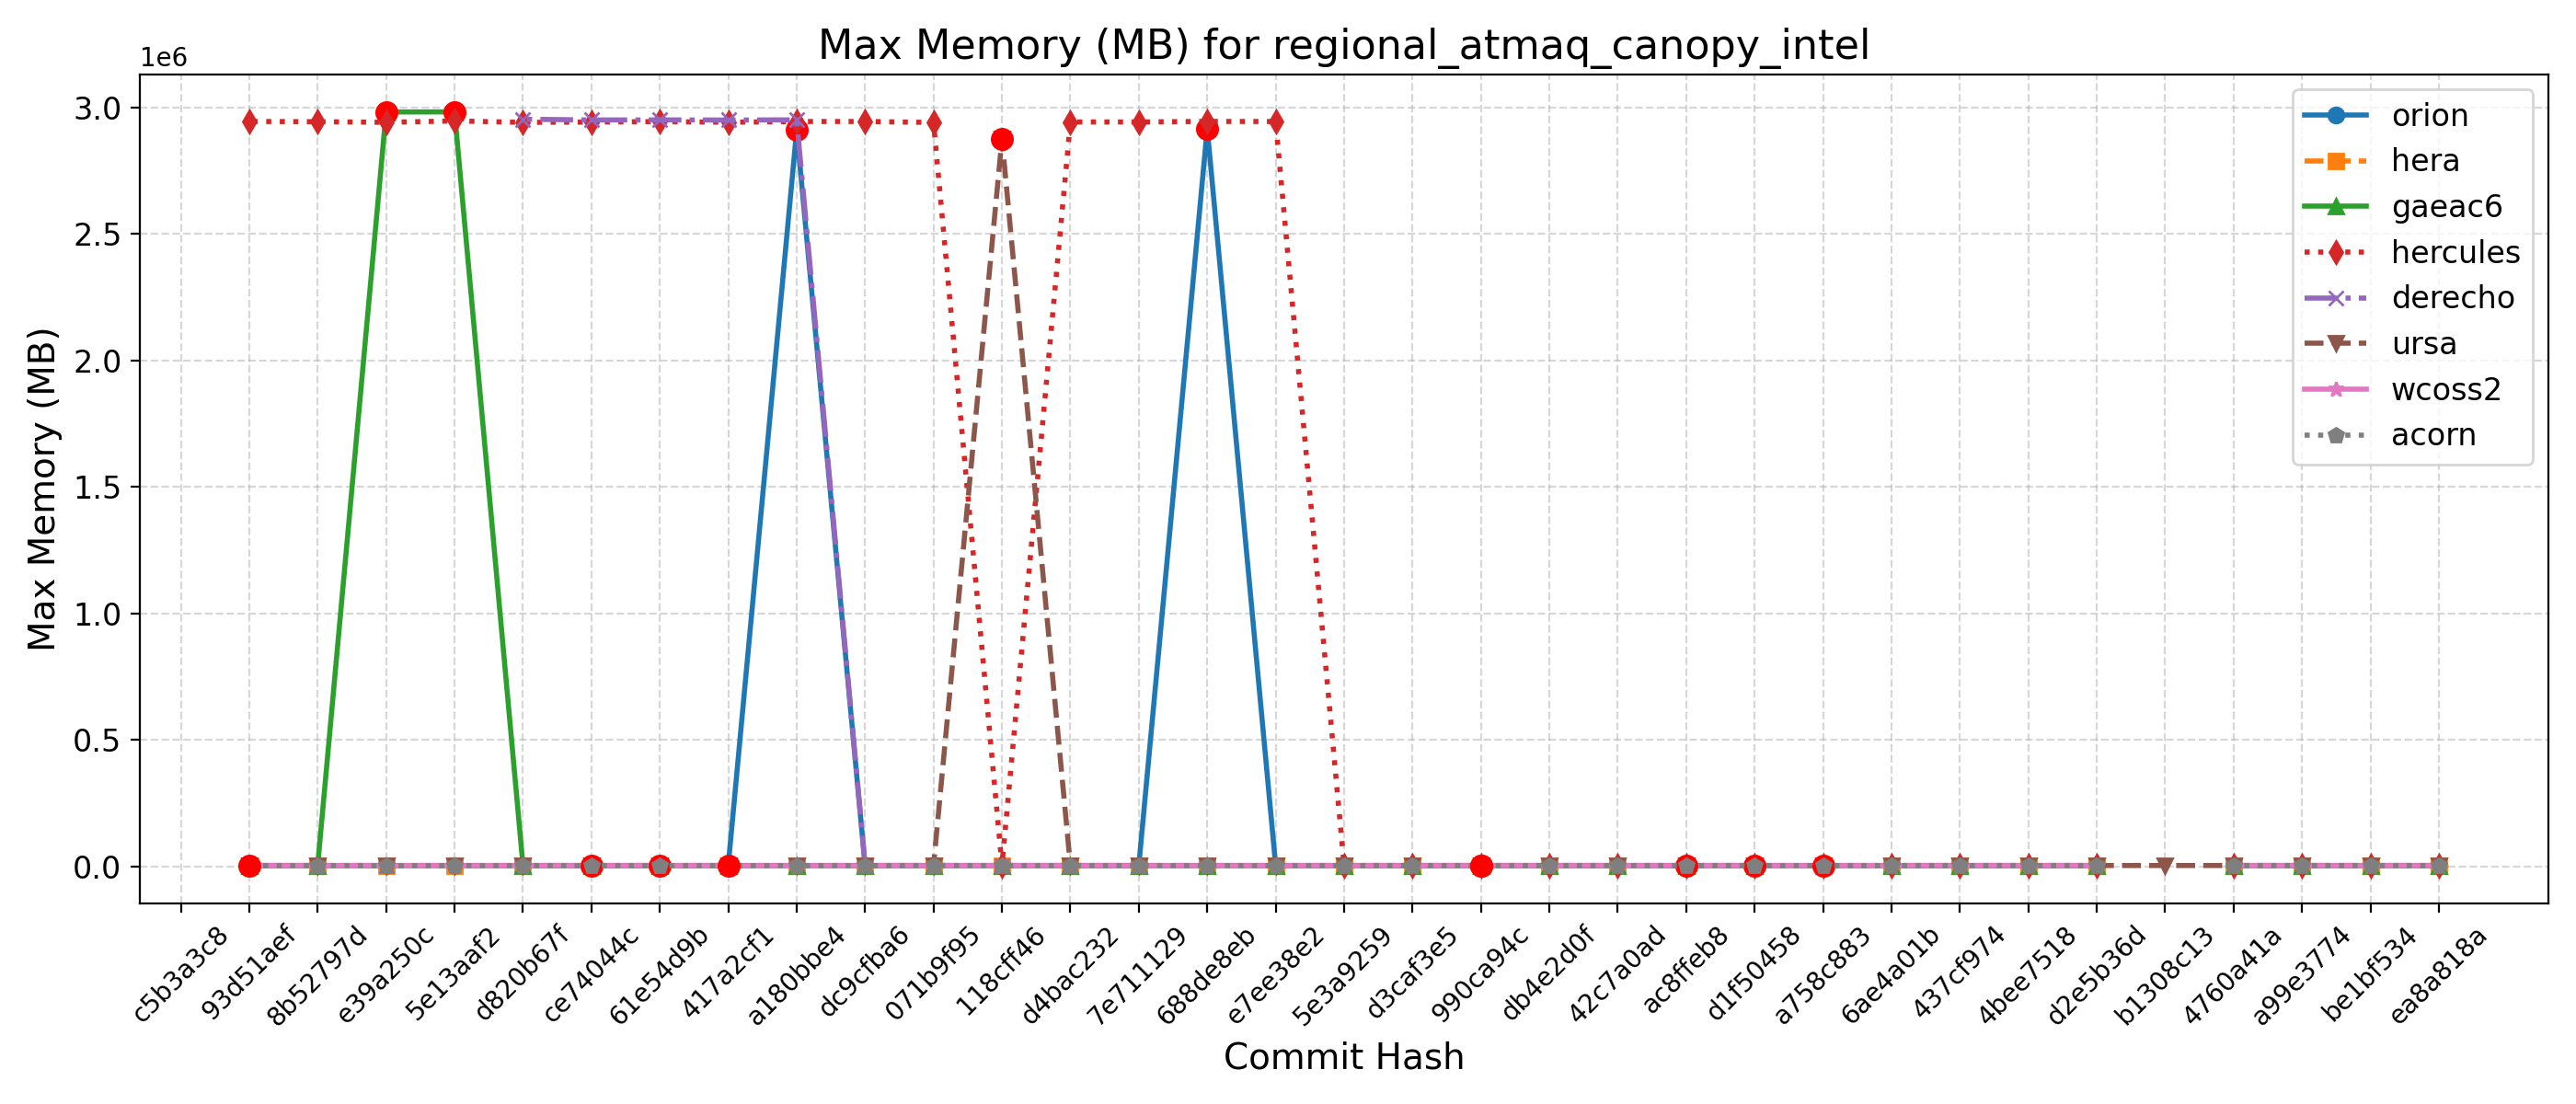 Max Memory (MB) for regional_atmaq_canopy_intel
1e6
3.0
2.5
2.0
1.5
1.0
0.5
0.0
Max Memory (MB)
orion
hera
gaeac6
hercules
derecho
ursa
wcoss2
acorn
c5b3a3c8
93d51aef
8b52797d
e39a250c
5e13aaf2
d820b67f
ce74044c
61e54d9b
417a2cf1
a180bbe4
dc9cfba6
071b9f95
118cff46
d4bac232
7e711129
688de8eb
e7ee38e2
5e3a9259
d3caf3e5
990ca94c
db4e2d0f
42c7a0ad
ac8ffeb8
d1f50458
a758c883
6ae4a01b
437cf974
4bee7518
d2e5b36d
b1308c13
4760a41a
a99e3774
be1bf534
ea8a818a
Commit Hash